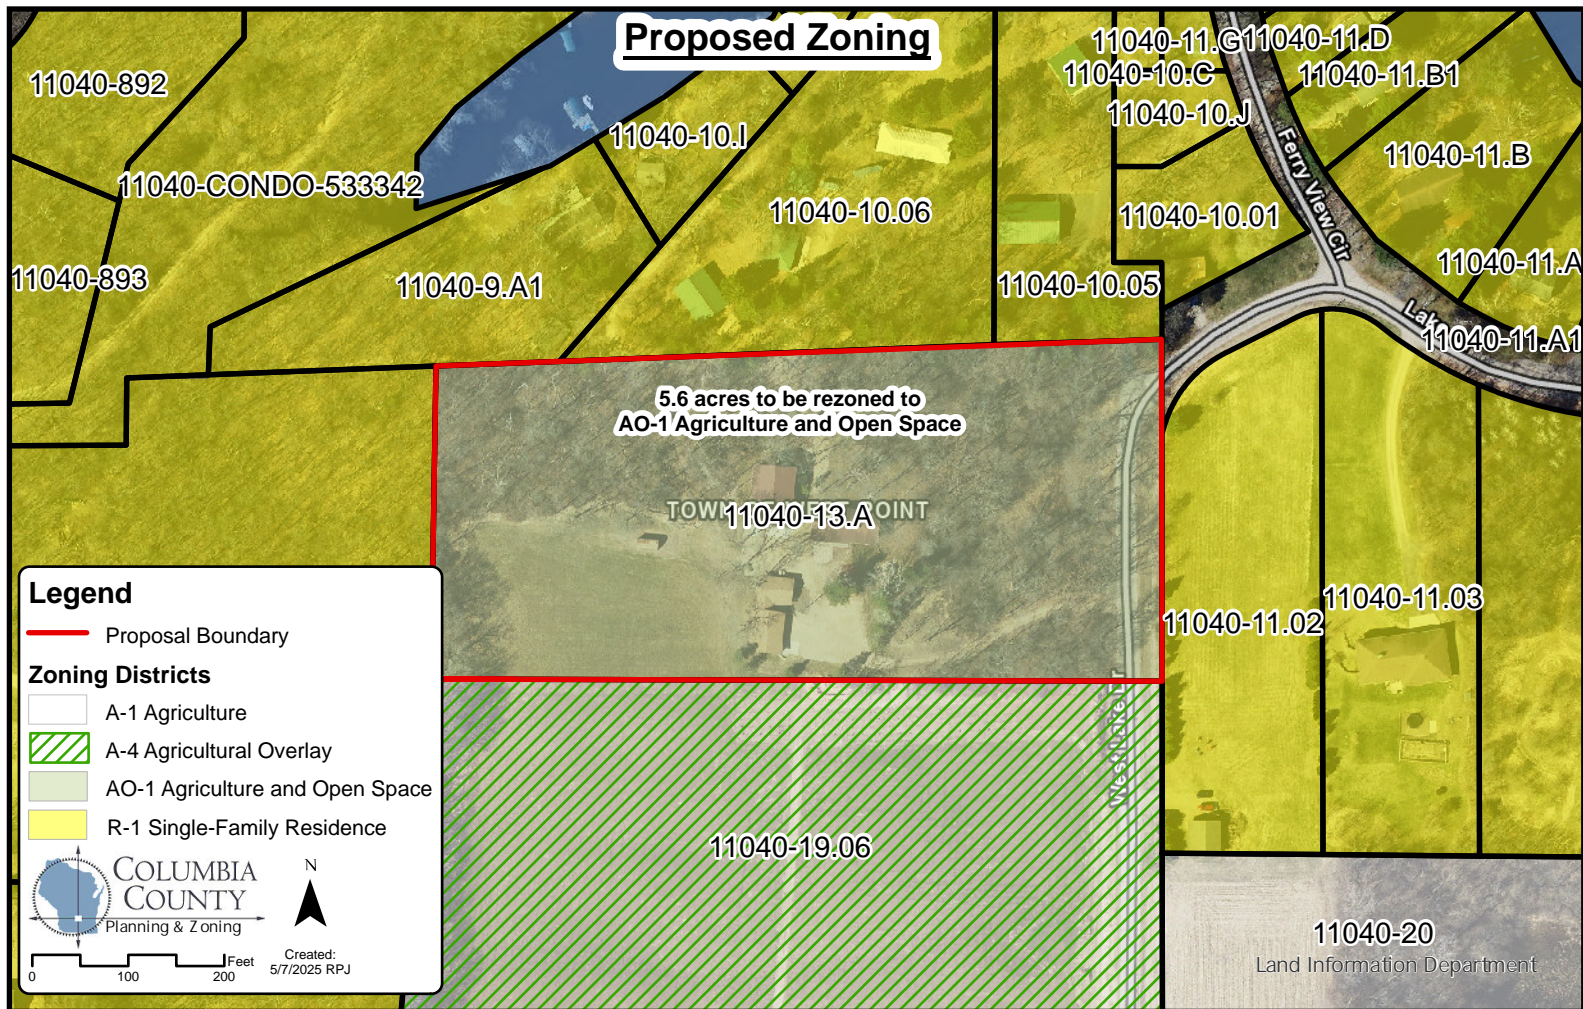 Proposed Zoning
11040-892
11040-CONDO-533342
11040-893
11040-9.A1
11040-10.I
11040-10.06
11040-10.05
11040-11.G
11040-10.C
11040-10.J
11040-10.01
11040-11.D
11040-11.B1
11040-11.B
11040-11.A
11040-11.A1
Ferry View Cir
5.6 acres to be rezoned to
AO-1 Agriculture and Open Space
11040-13.A
11040-11.02
11040-11.03
West Lake Dr
11040-19.06
11040-20
Land Information Department
Legend
Proposal Boundary
Zoning Districts
A-1 Agriculture
A-4 Agricultural Overlay
AO-1 Agriculture and Open Space
R-1 Single-Family Residence
COLUMBIA
COUNTY
Planning & Zoning
N
Created:
5/7/2025 RPJ
Feet
0 100 200